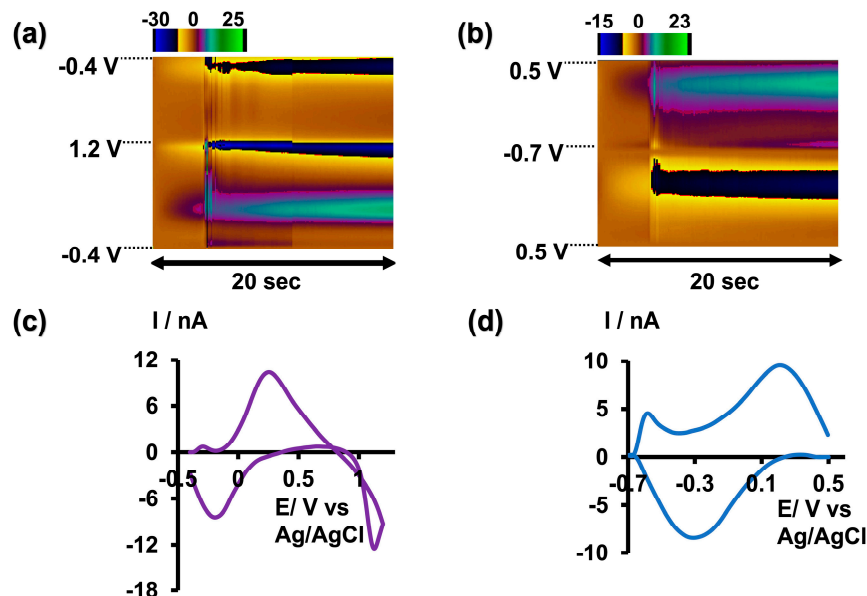 (a)
-30 0 25
-0.4 V
1.2 V
-0.4 V
20 sec
(b)
-15 0 23
0.5 V
-0.7 V
0.5 V
20 sec
(c)
I / nA
12
6
0
-6
-12
-18
-0.5 0 0.5 1
E/ V vs
Ag/AgCl
(d)
I / nA
10
5
0
-5
-10
-0.7 -0.3 0.1 0.5
E/ V vs
Ag/AgCl